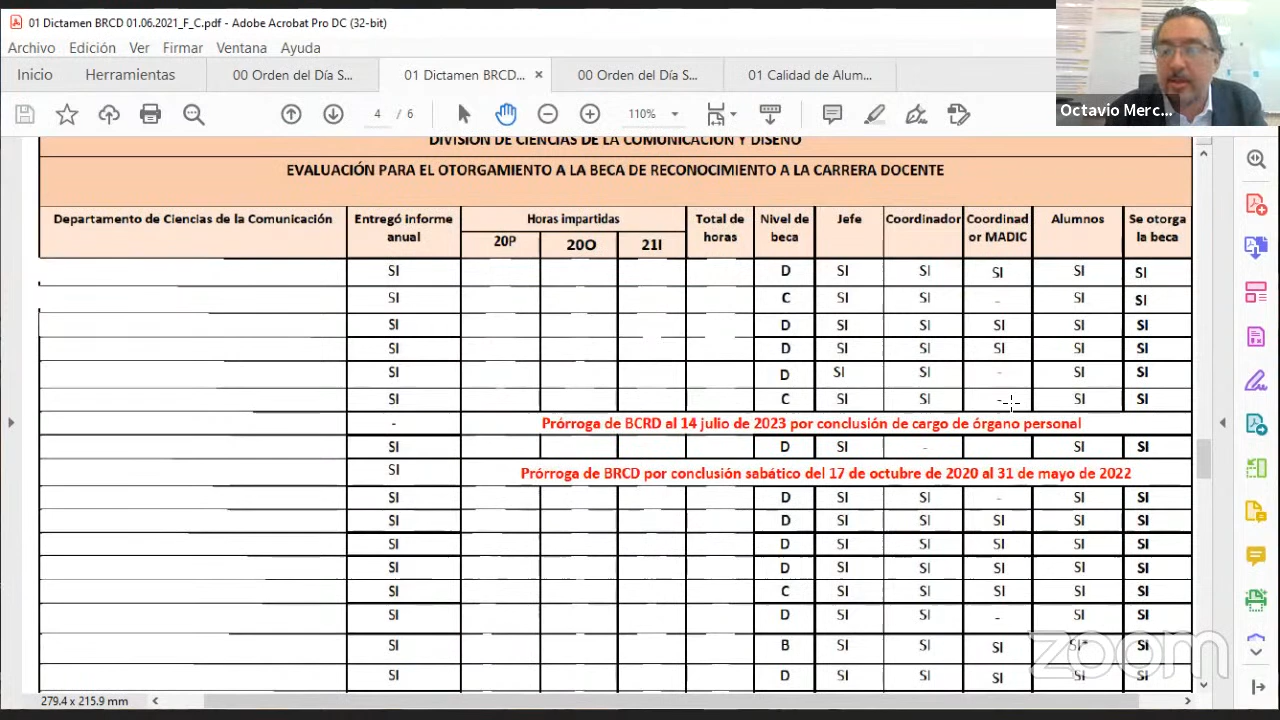 01 Dictamen BRCD 01.06.2021_F_C.pdf - Adobe Acrobat Pro DC (32-bit)
Archivo Edición Ver Firmar Ventana Ayuda
Inicio Herramientas 00 Orden del Día S... 01 Dictamen BRCD... × 00 Orden del Día S... 01 Calidad de Alum...
4 / 6 110%
Octavio Merc...
DIVISIÓN DE CIENCIAS DE LA COMUNICACIÓN Y DISEÑO
EVALUACIÓN PARA EL OTORGAMIENTO A LA BECA DE RECONOCIMIENTO A LA CARRERA DOCENTE
Departamento de Ciencias de la Comunicación Entregó informe anual Horas impartidas Total de horas Nivel de beca Jefe Coordinador Coordinad or MADIC Alumnos Se otorga la beca
20P 20O 21I
SI D SI SI SI SI SI
SI C SI SI - SI SI
SI D SI SI SI SI SI
SI D SI SI SI SI SI
SI D SI SI - SI SI
SI C SI SI - SI SI
- Prórroga de BCRD al 14 julio de 2023 por conclusión de cargo de órgano personal
SI D SI - SI SI
SI Prórroga de BRCD por conclusión sabático del 17 de octubre de 2020 al 31 de mayo de 2022
SI D SI SI - SI SI
SI D SI SI SI SI SI
SI D SI SI SI SI SI
SI D SI SI SI SI SI
SI C SI SI SI SI SI
SI D SI SI - SI SI
SI B SI SI SI SI* SI
SI D SI SI SI SI SI
zoom
279.4 x 215.9 mm